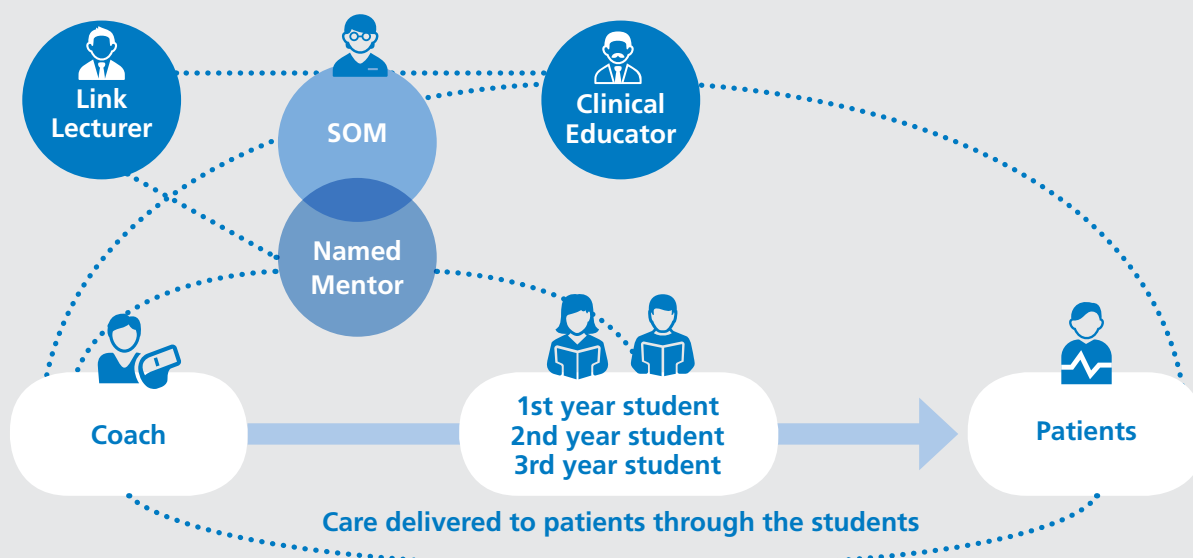 Link
Lecturer
SOM
Clinical
Educator
Named
Mentor
Coach
1st year student
2nd year student
3rd year student
Patients
Care delivered to patients through the students